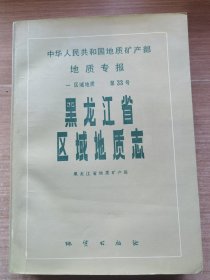 中华人民共和国地质矿产部
地质专报
一 区域地质 第33号
黑龙江省
区域地质志
黑龙江省地质矿产局
地质出版社